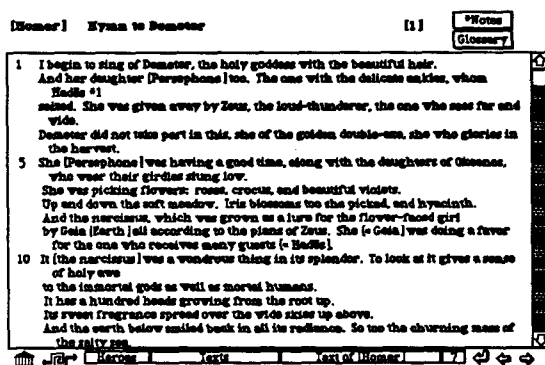 [Homer] Hymn to Demeter [1] *Notes
Glossary
1 I begin to sing of Demeter, the holy goddess with the beautiful hair.
And her daughter [Persephone] too. The one with the delicate ankles, whom
Hadês *1
seized. She was given away by Zeus, the loud-thunderer, the one who sees far and
wide.
Demeter did not take part in this, she of the golden double-axe, she who glories in
the harvest.
5 She [Persephone] was having a good time, along with the daughters of Okeanos,
who wear their girdles slung low.
She was picking flowers: roses, crocus, and beautiful violets.
Up and down the soft meadow. Iris blossoms too she picked, and hyacinth.
And the narcissus, which was grown as a lure for the flower-faced girl
by Gaia [Earth] all according to the plans of Zeus. She [= Gaia] was doing a favor
for the one who receives many guests [= Hadês].
10 It [the narcissus] was a wondrous thing in its splendor. To look at it gives a sense
of holy awe
to the immortal gods as well as mortal humans.
It has a hundred heads growing from the root up.
Its sweet fragrance spread over the wide skies up above.
And the earth below smiled back in all its radiance. So too the churning mass of
the salty sea
Heroes Texts Text of [Homer] 7